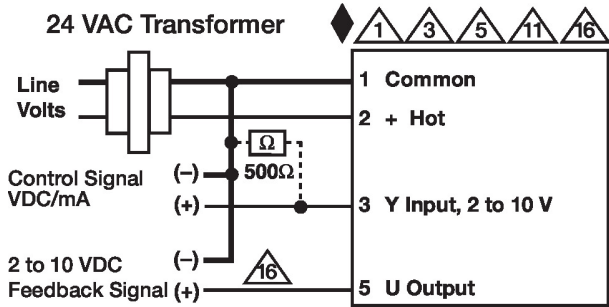 24 VAC Transformer
1 3 5 11 16
Line
Volts
1 Common
2 + Hot
Ω
500Ω
Control Signal (–)
VDC/mA (+)
3 Y Input, 2 to 10 V
2 to 10 VDC (–)
Feedback Signal (+)
16
5 U Output